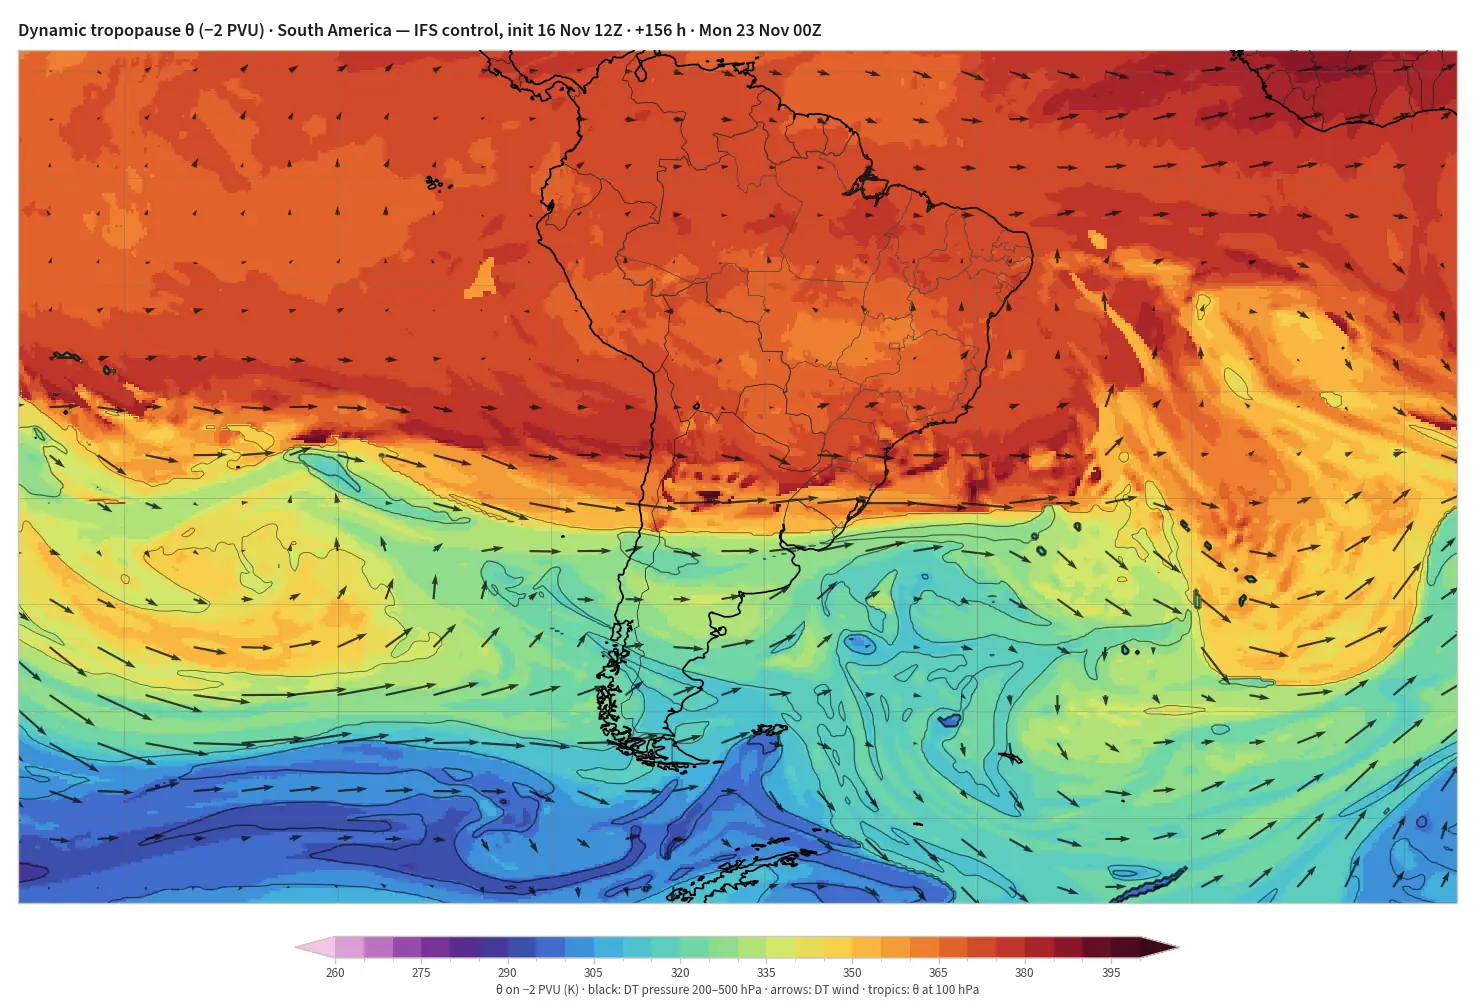 Dynamic tropopause θ (−2 PVU) · South America — IFS control, init 16 Nov 12Z · +156 h · Mon 23 Nov 00Z
260 275 290 305 320 335 350 365 380 395
θ on −2 PVU (K) · black: DT pressure 200–500 hPa · arrows: DT wind · tropics: θ at 100 hPa